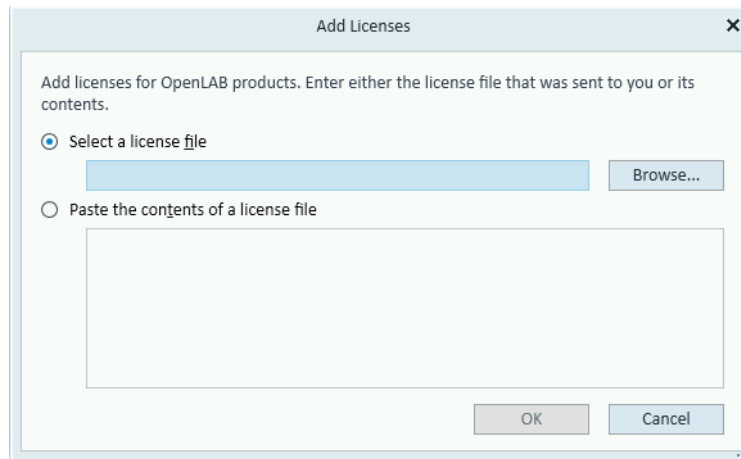 Add Licenses
Add licenses for OpenLAB products. Enter either the license file that was sent to you or its
contents.
Select a license file
Browse...
Paste the contents of a license file
OK
Cancel